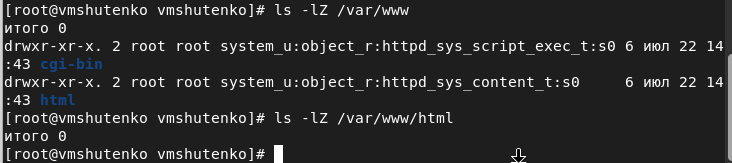 [root@vmshutenko vmshutenko]# ls -lZ /var/www
итого 0
drwxr-xr-x. 2 root root system_u:object_r:httpd_sys_script_exec_t:s0 6 июл 22 14
:43 cgi-bin
drwxr-xr-x. 2 root root system_u:object_r:httpd_sys_content_t:s0     6 июл 22 14
:43 html
[root@vmshutenko vmshutenko]# ls -lZ /var/www/html
итого 0
[root@vmshutenko vmshutenko]#